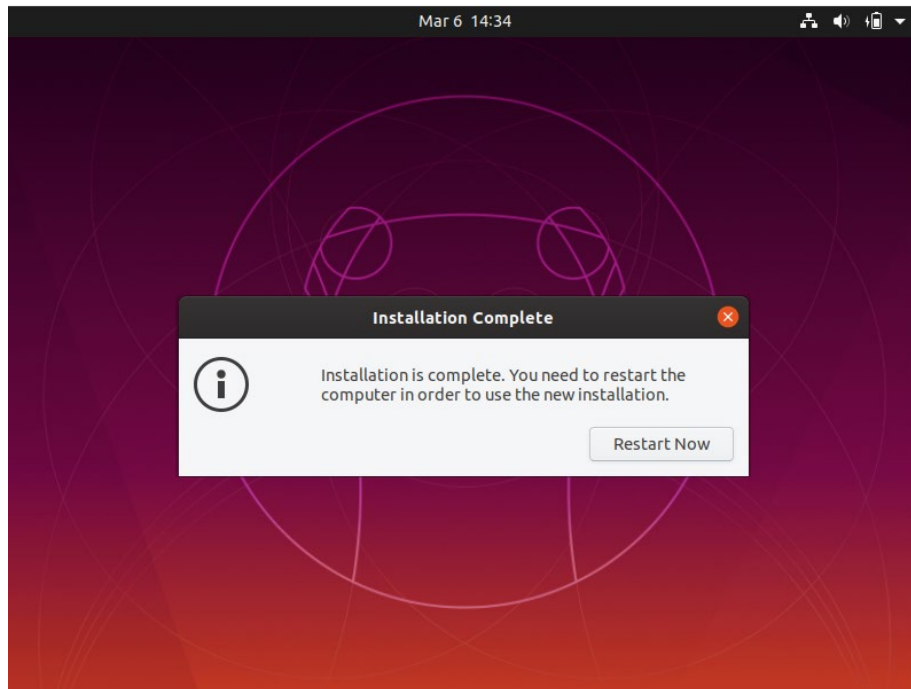 Mar 6 14:34
Installation Complete
Installation is complete. You need to restart the
computer in order to use the new installation.
Restart Now